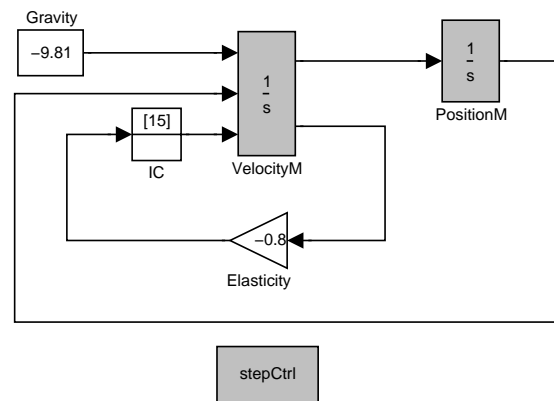 Gravity
−9.81
1
s
VelocityM
1
s
PositionM
[15]
IC
−0.8
Elasticity
stepCtrl